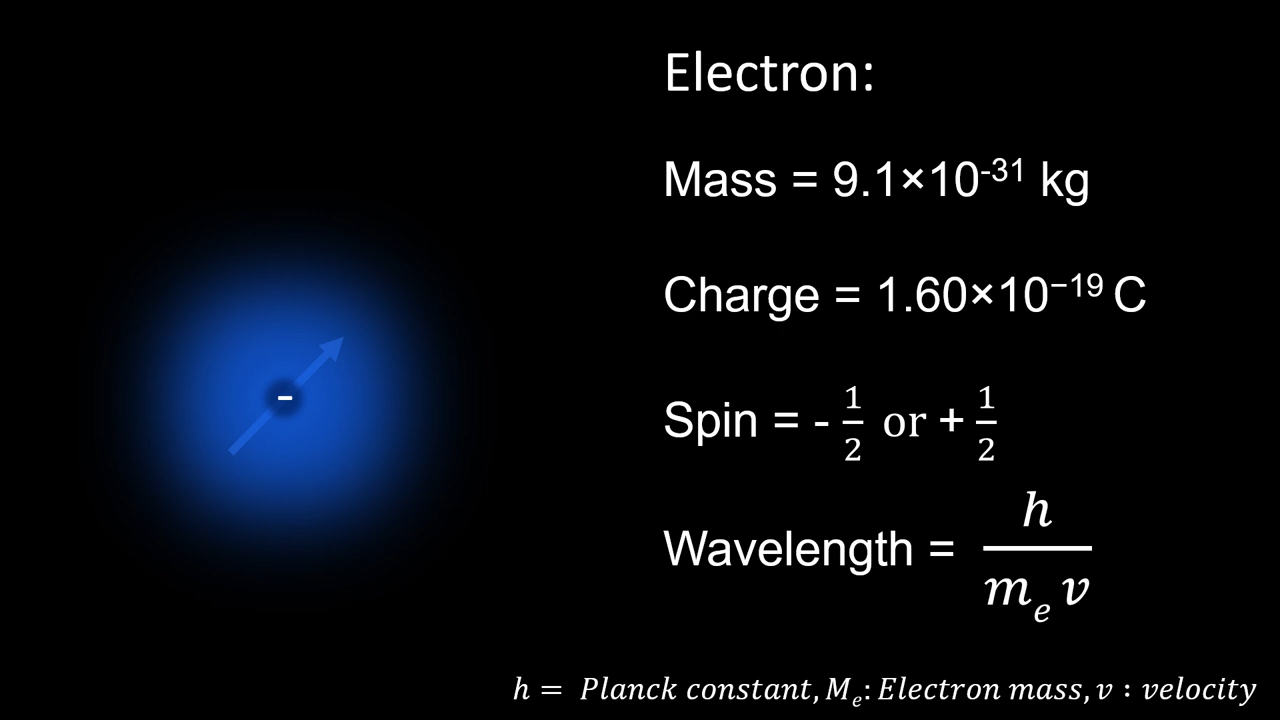 Electron:
Mass = 9.1×10⁻³¹ kg
Charge = 1.60×10⁻¹⁹ C
-
Spin = - 1/2 or + 1/2
Wavelength = h / mₑ v
h = Planck constant, Mₑ: Electron mass, v : velocity